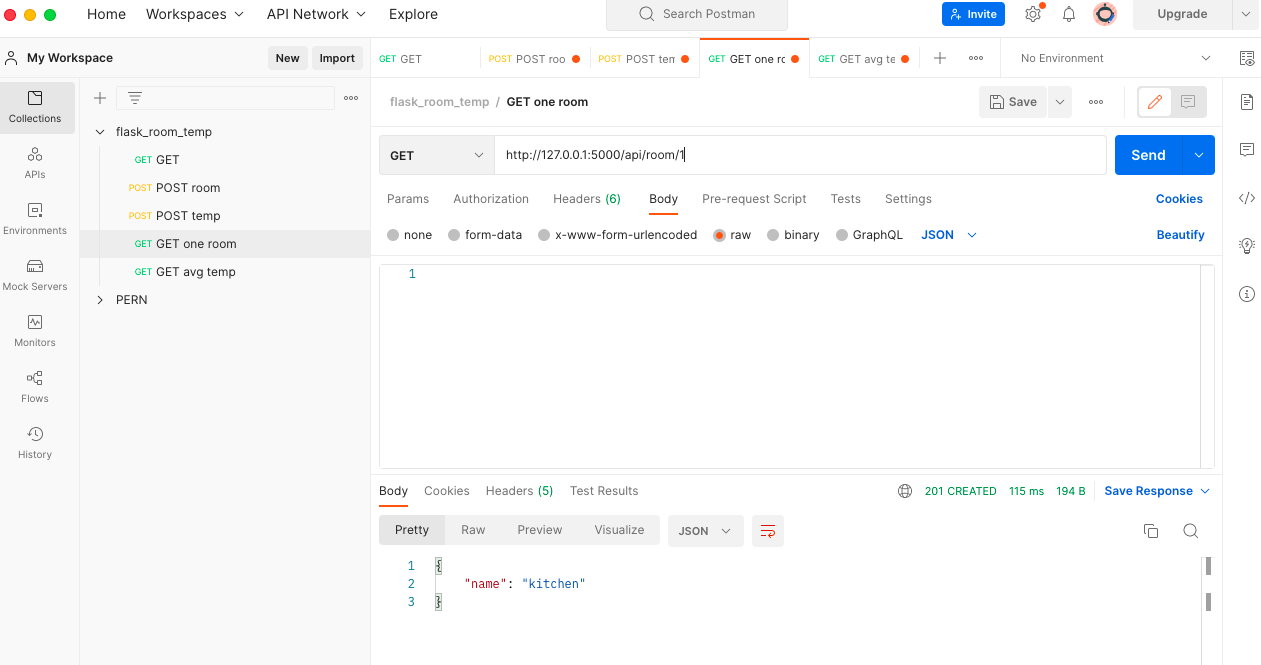 Home Workspaces API Network Explore Search Postman Invite Upgrade
My Workspace New Import
GET GET POST POST roo POST POST ten GET GET one rc GET GET avg te No Environment
Collections
APIs
Environments
Mock Servers
Monitors
Flows
History
flask_room_temp
GET GET
POST POST room
POST POST temp
GET GET one room
GET GET avg temp
PERN
flask_room_temp / GET one room Save
GET http://127.0.0.1:5000/api/room/1 Send
Params Authorization Headers (6) Body Pre-request Script Tests Settings Cookies
none form-data x-www-form-urlencoded raw binary GraphQL JSON Beautify
1
Body Cookies Headers (5) Test Results 201 CREATED 115 ms 194 B Save Response
Pretty Raw Preview Visualize JSON
1 {
2 "name": "kitchen"
3 }